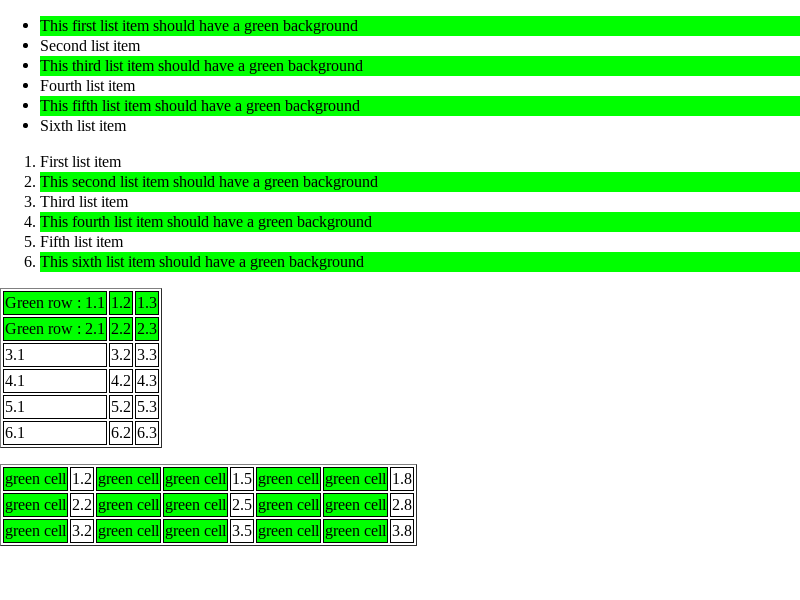 • This first list item should have a green background
• Second list item
• This third list item should have a green background
• Fourth list item
• This fifth list item should have a green background
• Sixth list item
1. First list item
2. This second list item should have a green background
3. Third list item
4. This fourth list item should have a green background
5. Fifth list item
6. This sixth list item should have a green background
Green row : 1.1 1.2 1.3
Green row : 2.1 2.2 2.3
3.1 3.2 3.3
4.1 4.2 4.3
5.1 5.2 5.3
6.1 6.2 6.3
green cell 1.2 green cell green cell 1.5 green cell green cell 1.8
green cell 2.2 green cell green cell 2.5 green cell green cell 2.8
green cell 3.2 green cell green cell 3.5 green cell green cell 3.8